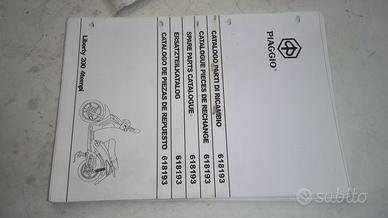 PIAGGIO
CATALOGO PARTI DI RICAMBIO 618193
CATALOGUE PIECES DE RECHANGE 618193
SPARE PARTS CATALOGUE 618193
ERSATZTEILKATALOG 618193
CATALOGO DE PIEZAS DE REPUESTO 618193
Liberty 200 4tempi
subito